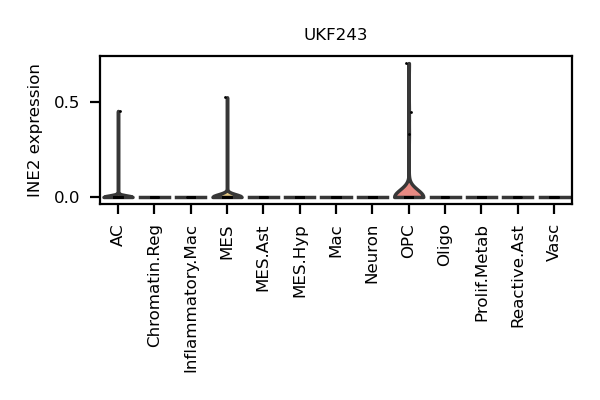 UKF243
INE2 expression
0.5
0.0
AC
Chromatin.Reg
Inflammatory.Mac
MES
MES.Ast
MES.Hyp
Mac
Neuron
OPC
Oligo
Prolif.Metab
Reactive.Ast
Vasc